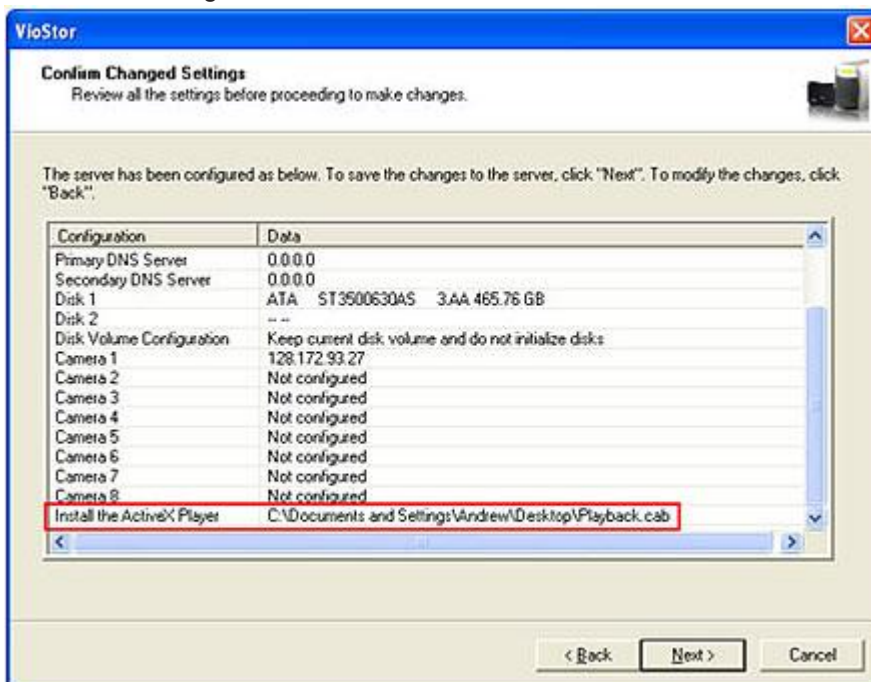 VioStor
Confirm Changed Settings
Review all the settings before proceeding to make changes.
The server has been configured as below. To save the changes to the server, click "Next". To modify the changes, click
"Back".
Configuration Data
Primary DNS Server 0.0.0.0
Secondary DNS Server 0.0.0.0
Disk 1 ATA ST3500630AS 3.AA 465.76 GB
Disk 2 -- --
Disk Volume Configuration Keep current disk volume and do not initialize disks
Camera 1 128.172.93.27
Camera 2 Not configured
Camera 3 Not configured
Camera 4 Not configured
Camera 5 Not configured
Camera 6 Not configured
Camera 7 Not configured
Camera 8 Not configured
Install the ActiveX Player C:\Documents and Settings\Andrew\Desktop\Playback.cab
< Back Next > Cancel